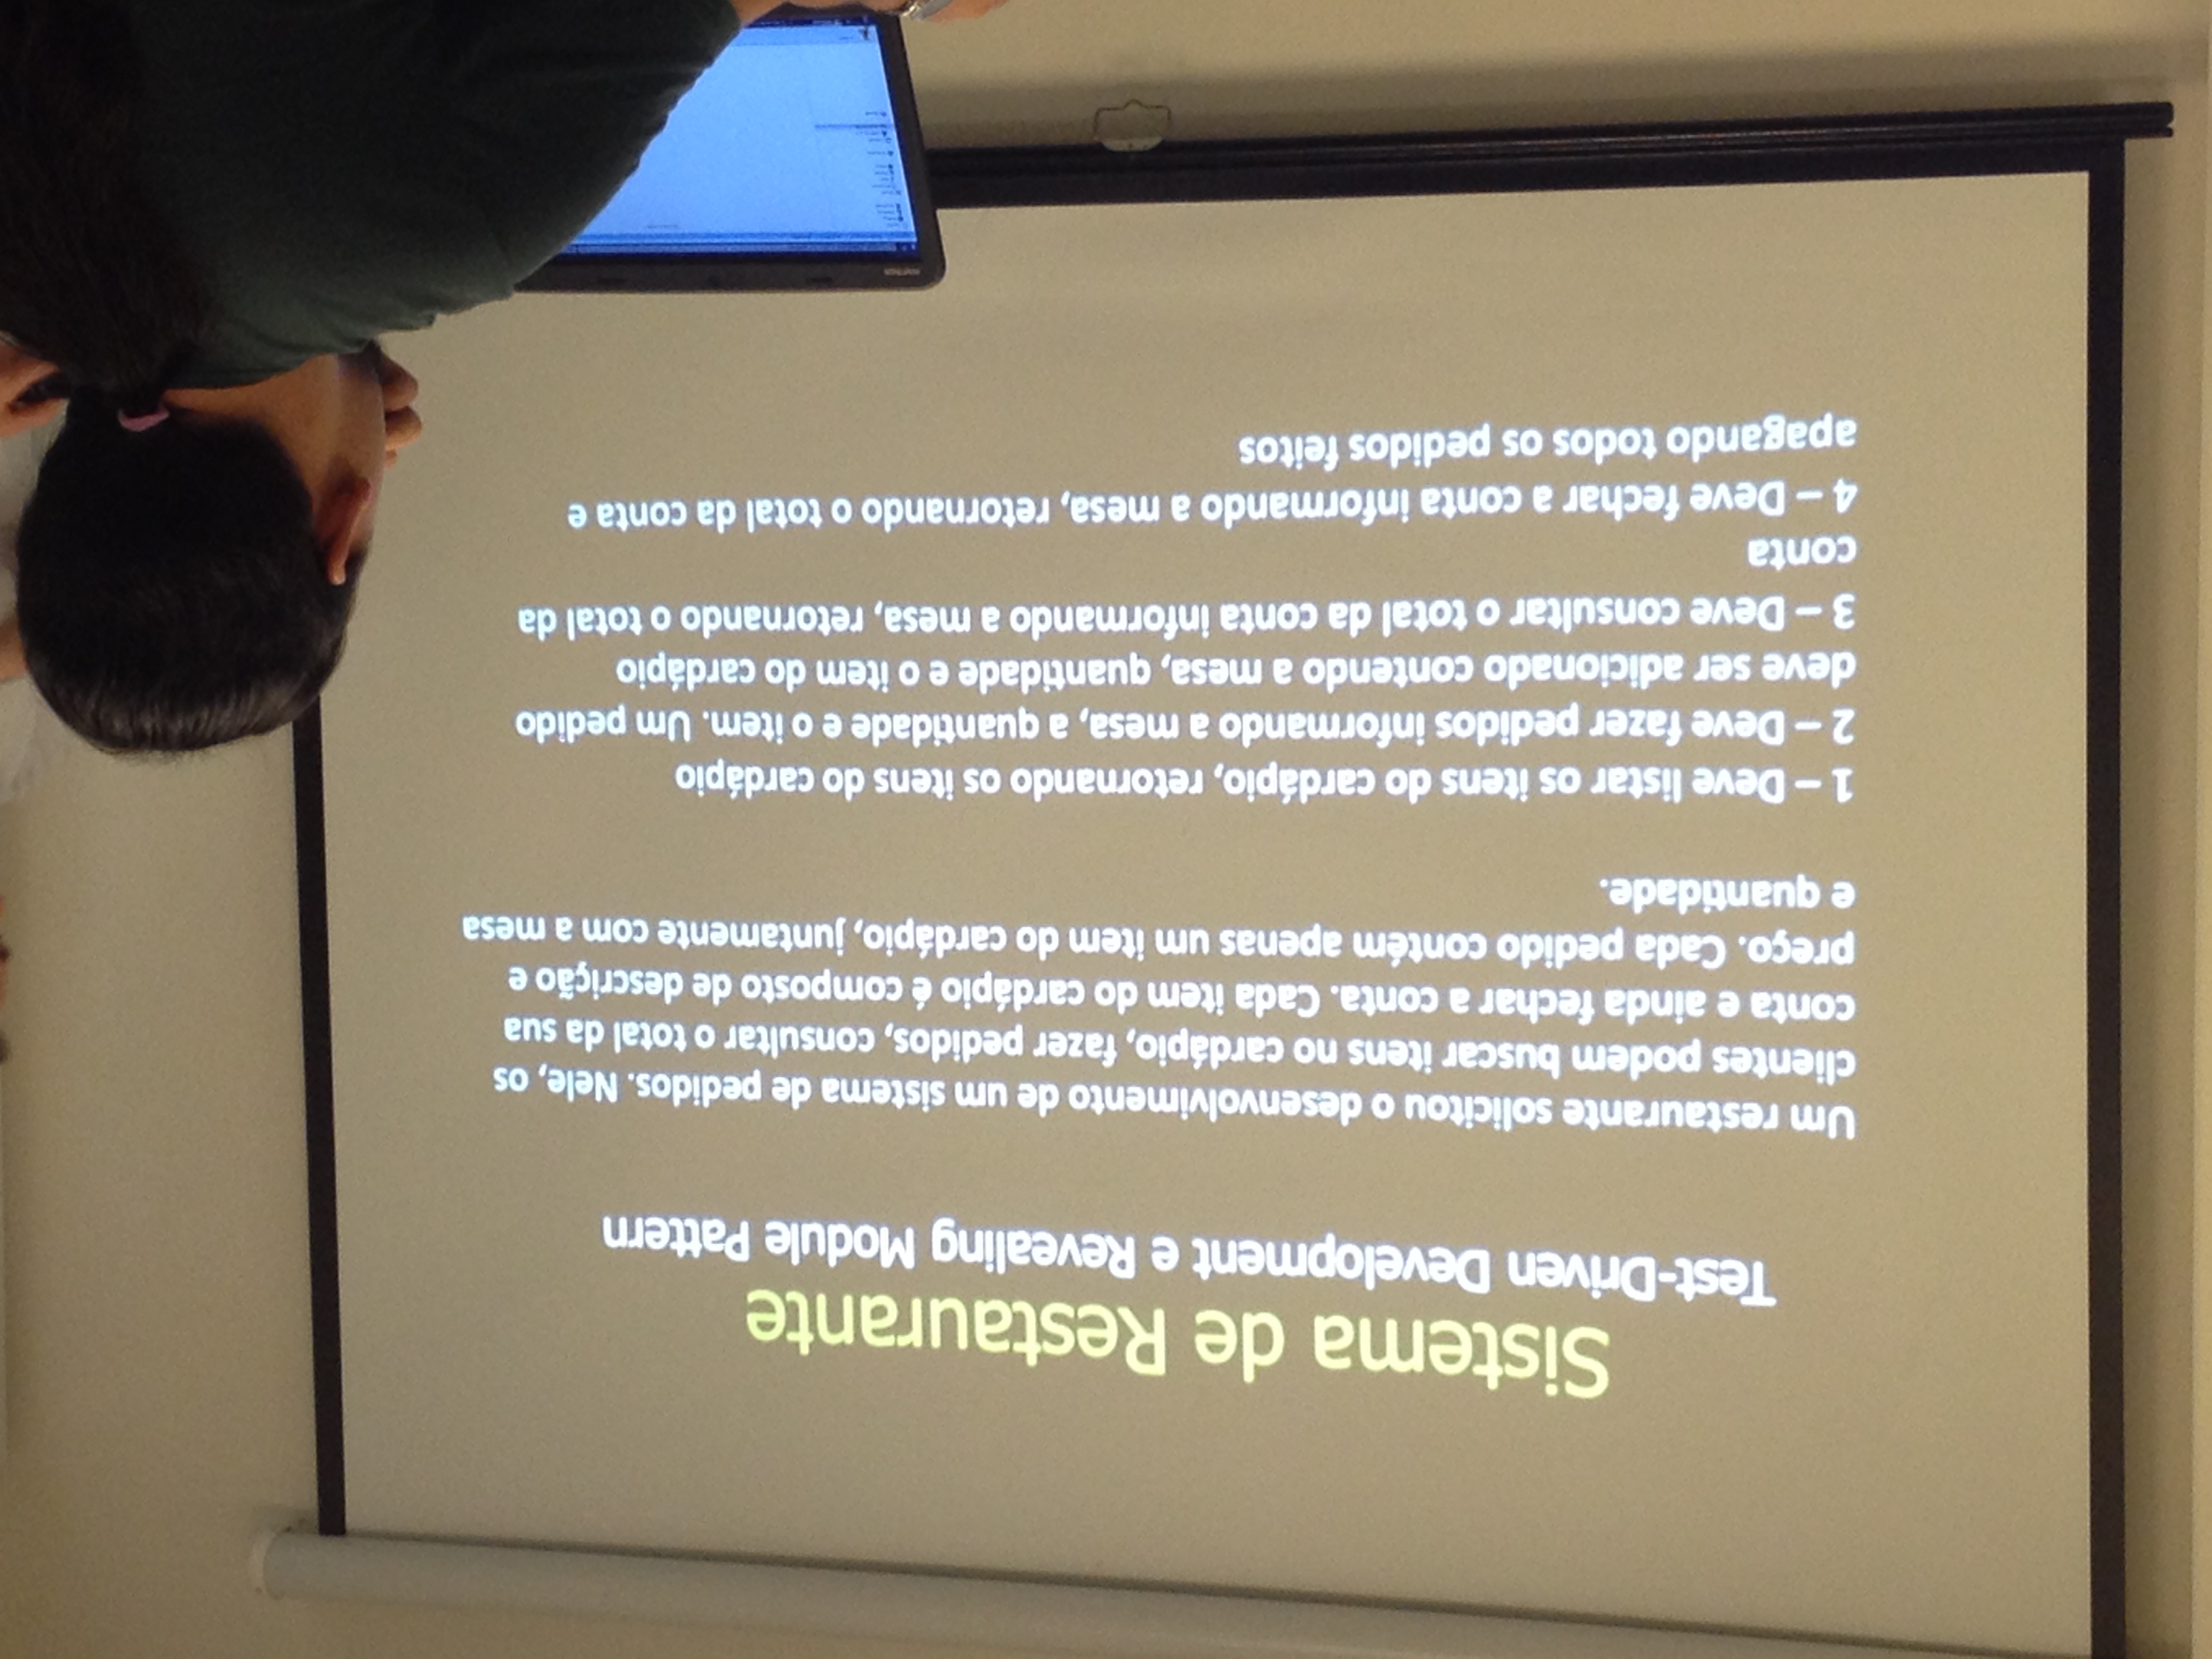 Sistema de Restaurante
Test-Driven Development e Revealing Module Pattern
Um restaurante solicitou o desenvolvimento de um sistema de pedidos. Nele, os
clientes podem buscar itens no cardápio, fazer pedidos, consultar o total da sua
conta e ainda fechar a conta. Cada item do cardápio é composto de descrição e
preço. Cada pedido contém apenas um item do cardápio, juntamente com a mesa
e quantidade.
1 – Deve listar os itens do cardápio, retornando os itens do cardápio
2 – Deve fazer pedidos informando a mesa, a quantidade e o item. Um pedido
deve ser adicionado contendo a mesa, quantidade e o item do cardápio
3 – Deve consultar o total da conta informando a mesa, retornando o total da
conta
4 – Deve fechar a conta informando a mesa, retornando o total da conta e
apagando todos os pedidos feitos